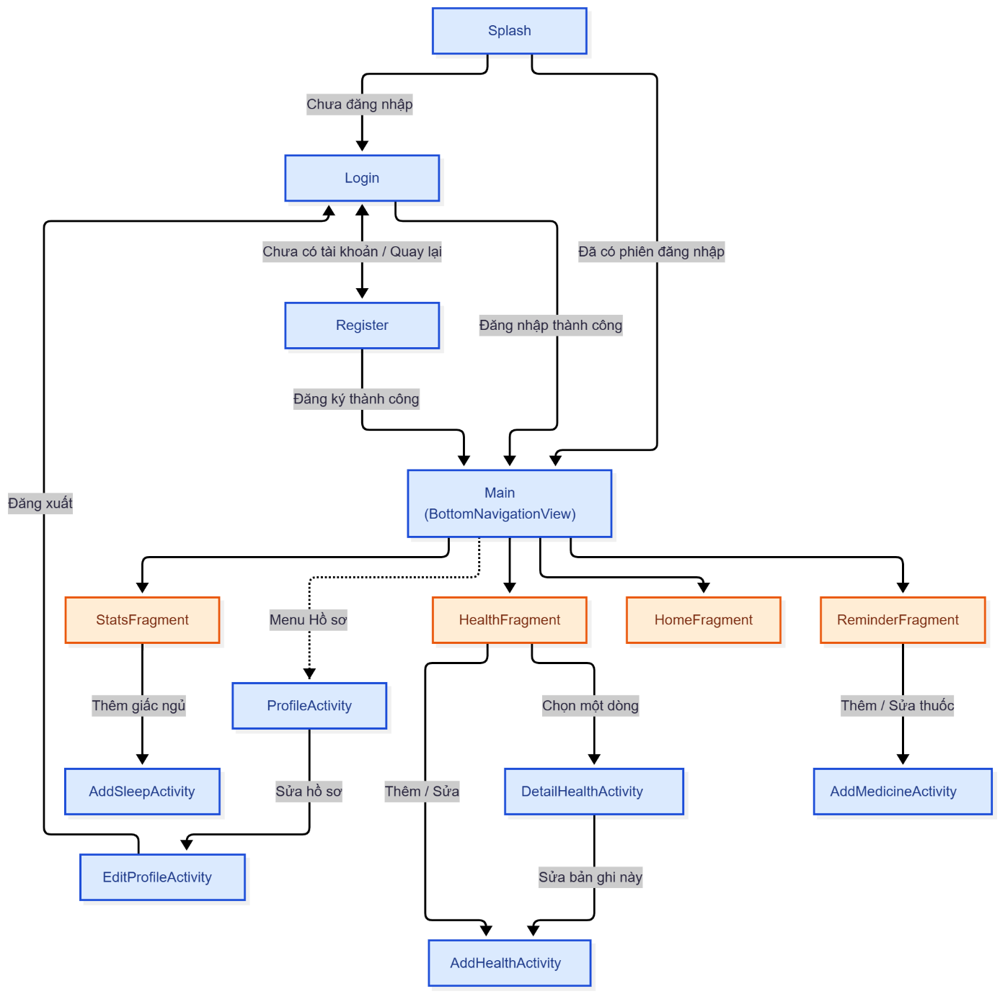 Splash
Chưa đăng nhập
Login
Chưa có tài khoản / Quay lại
Đã có phiên đăng nhập
Register
Đăng nhập thành công
Đăng ký thành công
Main
(BottomNavigationView)
Đăng xuất
StatsFragment
Menu Hồ sơ
HealthFragment
HomeFragment
ReminderFragment
Thêm giấc ngủ
ProfileActivity
Chọn một dòng
Thêm / Sửa thuốc
AddSleepActivity
Sửa hồ sơ
Thêm / Sửa
DetailHealthActivity
AddMedicineActivity
EditProfileActivity
Sửa bản ghi này
AddHealthActivity